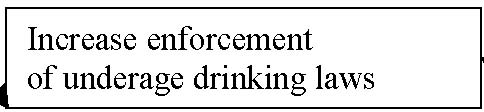 Increase enforcement
of underage drinking laws